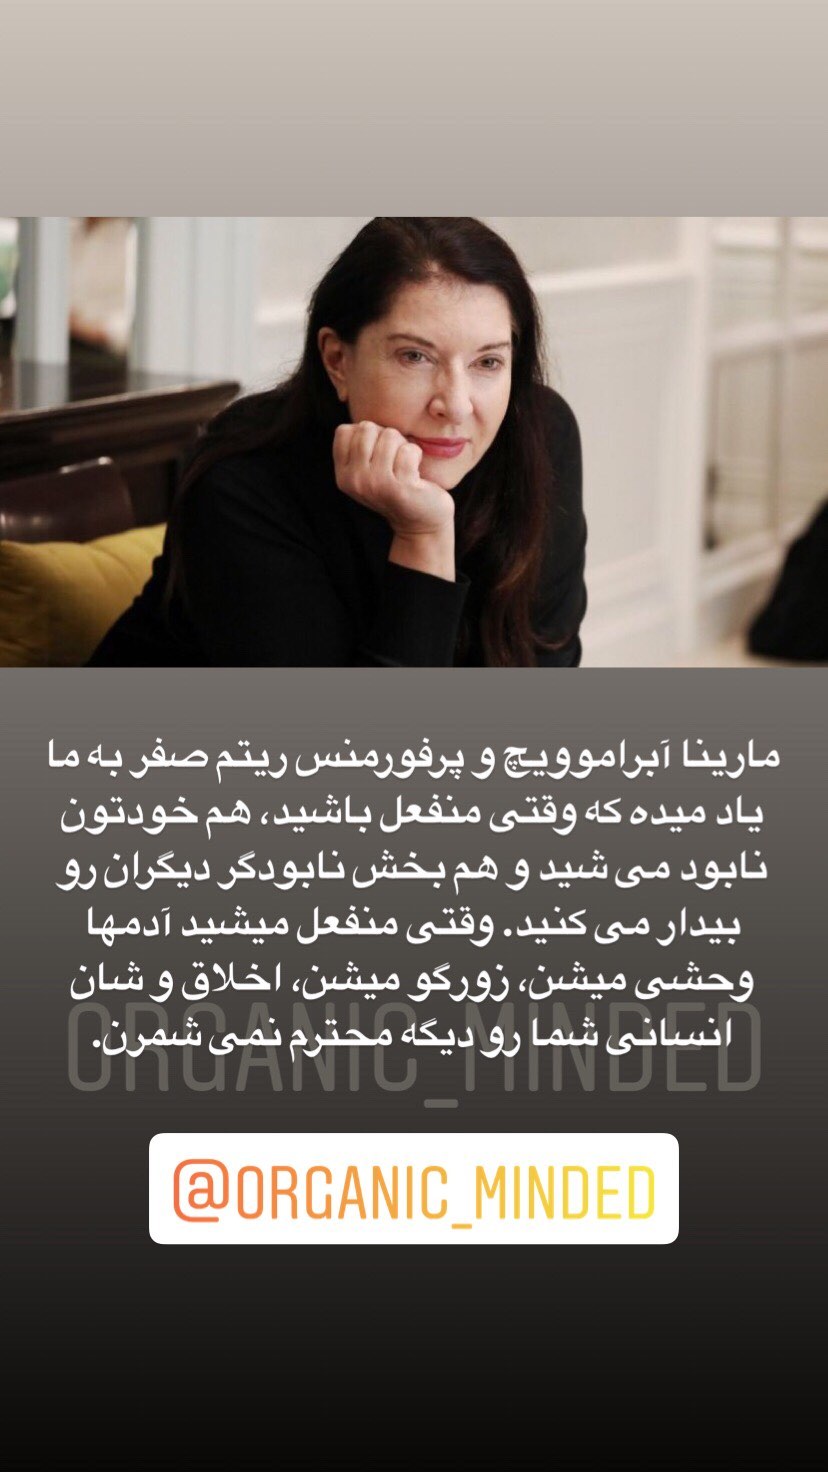 مارینا آبراموویچ و پرفورمنس ریتم صفر به ما
یاد میده که وقتی منفعل باشید، هم خودتون
نابود می شید و هم بخش نابودگر دیگران رو
بیدار می کنید. وقتی منفعل میشید آدمها
وحشی میشن، زورگو میشن، اخلاق و شان
انسانی شما رو دیگه محترم نمی شمرن.
ORGANIC_MINDED
@ORGANIC_MINDED